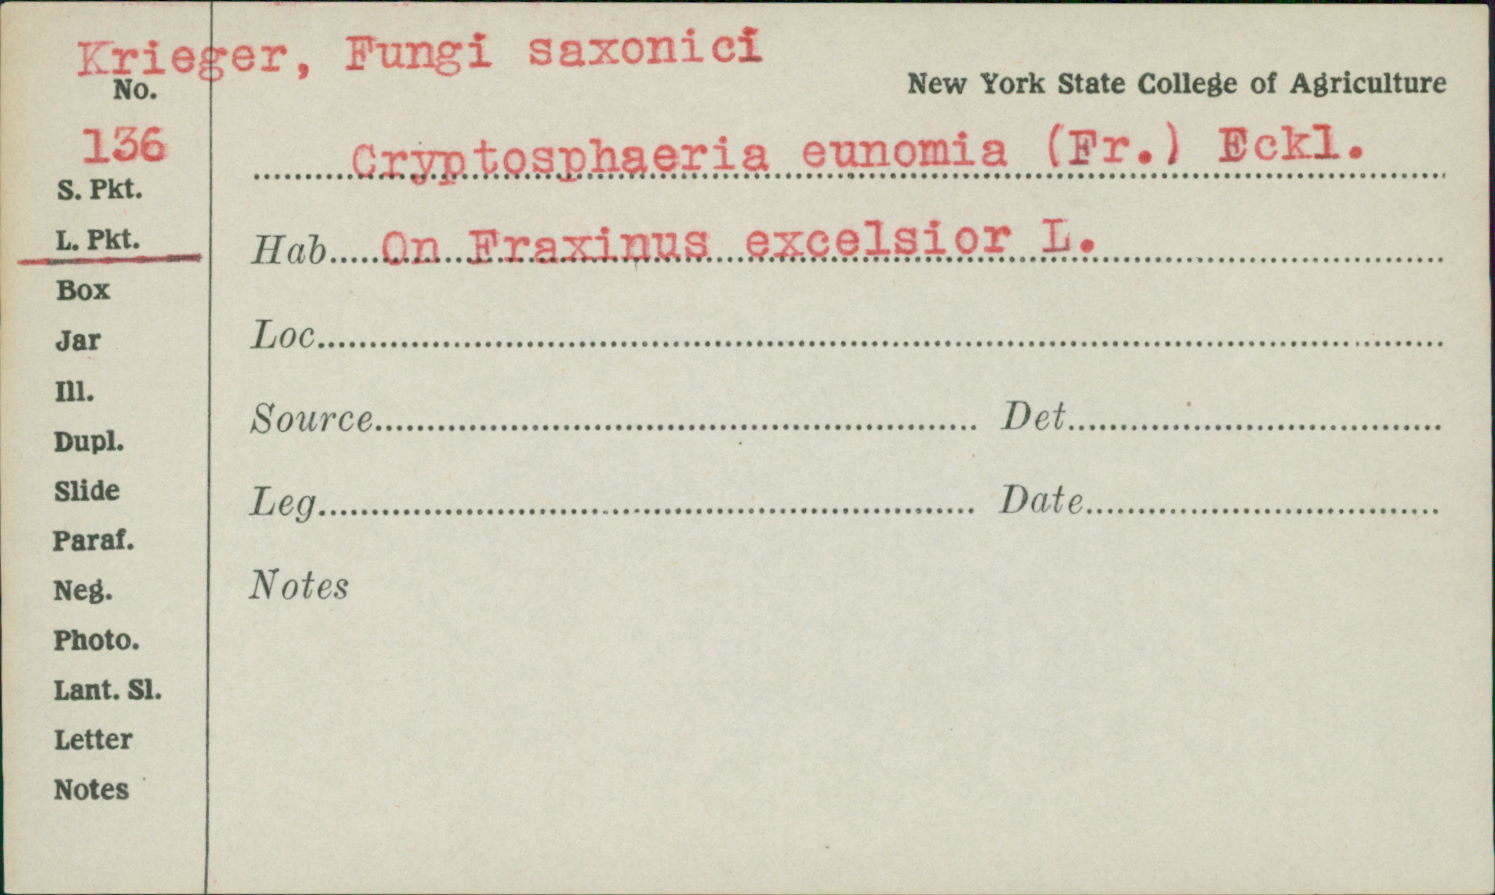 Krieger, Fungi saxonici
No.
New York State College of Agriculture
136
Cryptosphaeria eunomia (Fr.) Eckl.
S. Pkt.
L. Pkt.
Hab. On Fraxinus excelsior L.
Box
Jar
Loc.
Ill.
Source Det.
Dupl.
Slide
Leg. Date
Paraf.
Neg.
Notes
Photo.
Lant. Sl.
Letter
Notes